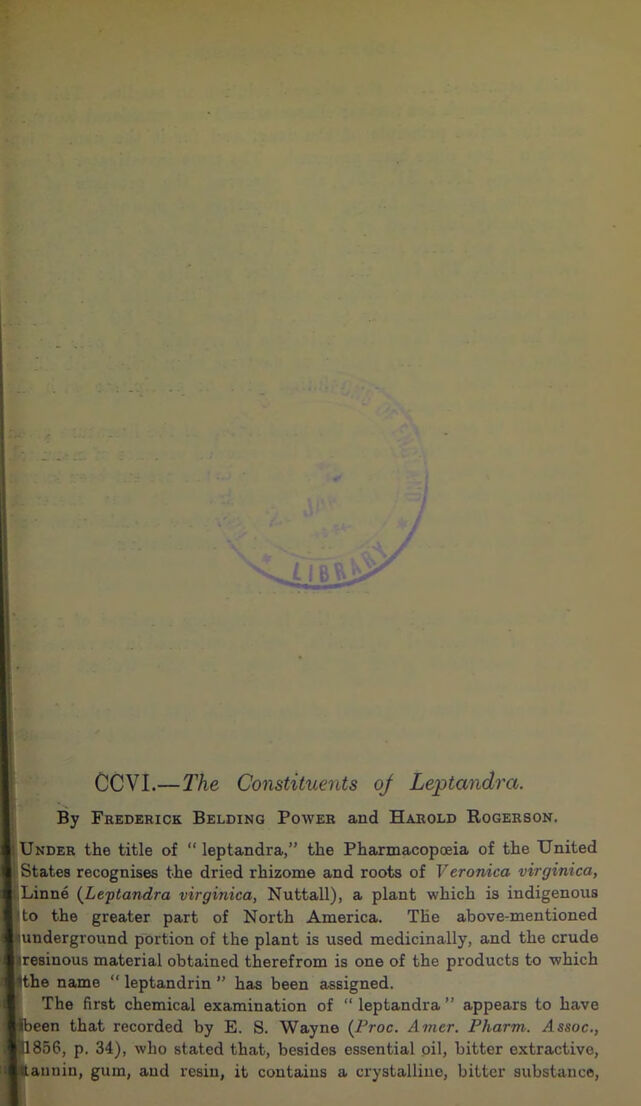 SURGEONS OF ENGLAND
2 JAN
* LIBRARY *
CCVI.—The Constituents of Leptandra.
By Frederick Belding Power and Harold Rogerson.
Under the title of “ leptandra,” the Pharmacopœia of the United
States recognises the dried rhizome and roots of Veronica virginica,
Linné (Leptandra virginica, Nuttall), a plant which is indigenous
to the greater part of North America. The above-mentioned
underground portion of the plant is used medicinally, and the crude
resinous material obtained therefrom is one of the products to which
the name “ leptandrin ” has been assigned.
The first chemical examination of “ leptandra ” appears to have
been that recorded by E. S. Wayne (Proc. Amer. Pharm. Assoc.,
1856, p. 34), who stated that, besides essential oil, bitter extractive,
tannin, gum, and resin, it contains a crystalline, bitter substance,